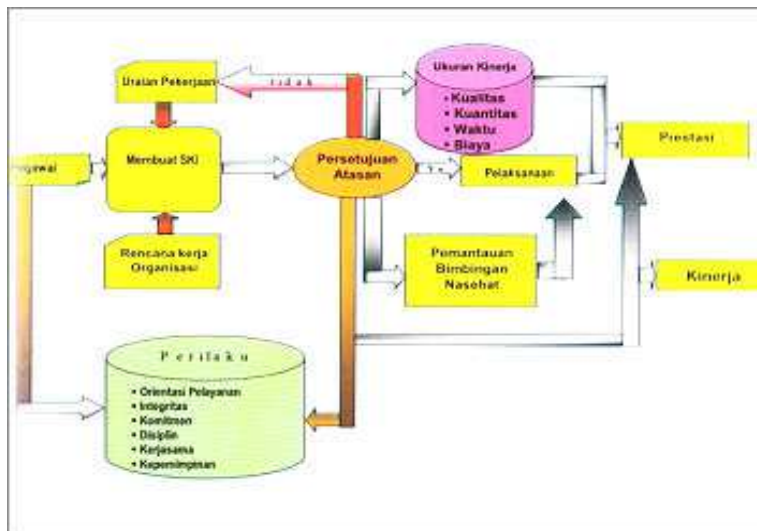 Uraian Pekerjaan
tidak
Ukuran Kinerja
• Kualitas
• Kuantitas
• Waktu
• Biaya
Prestasi
Membuat SKI
Persetujuan
Atasan
Pelaksanaan
Rencana kerja
Organisasi
Pemantauan
Bimbingan
Nasehat
Kinerja
Perilaku
• Orientasi Pelayanan
• Integritas
• Komitmen
• Disiplin
• Kerjasama
• Kepemimpinan